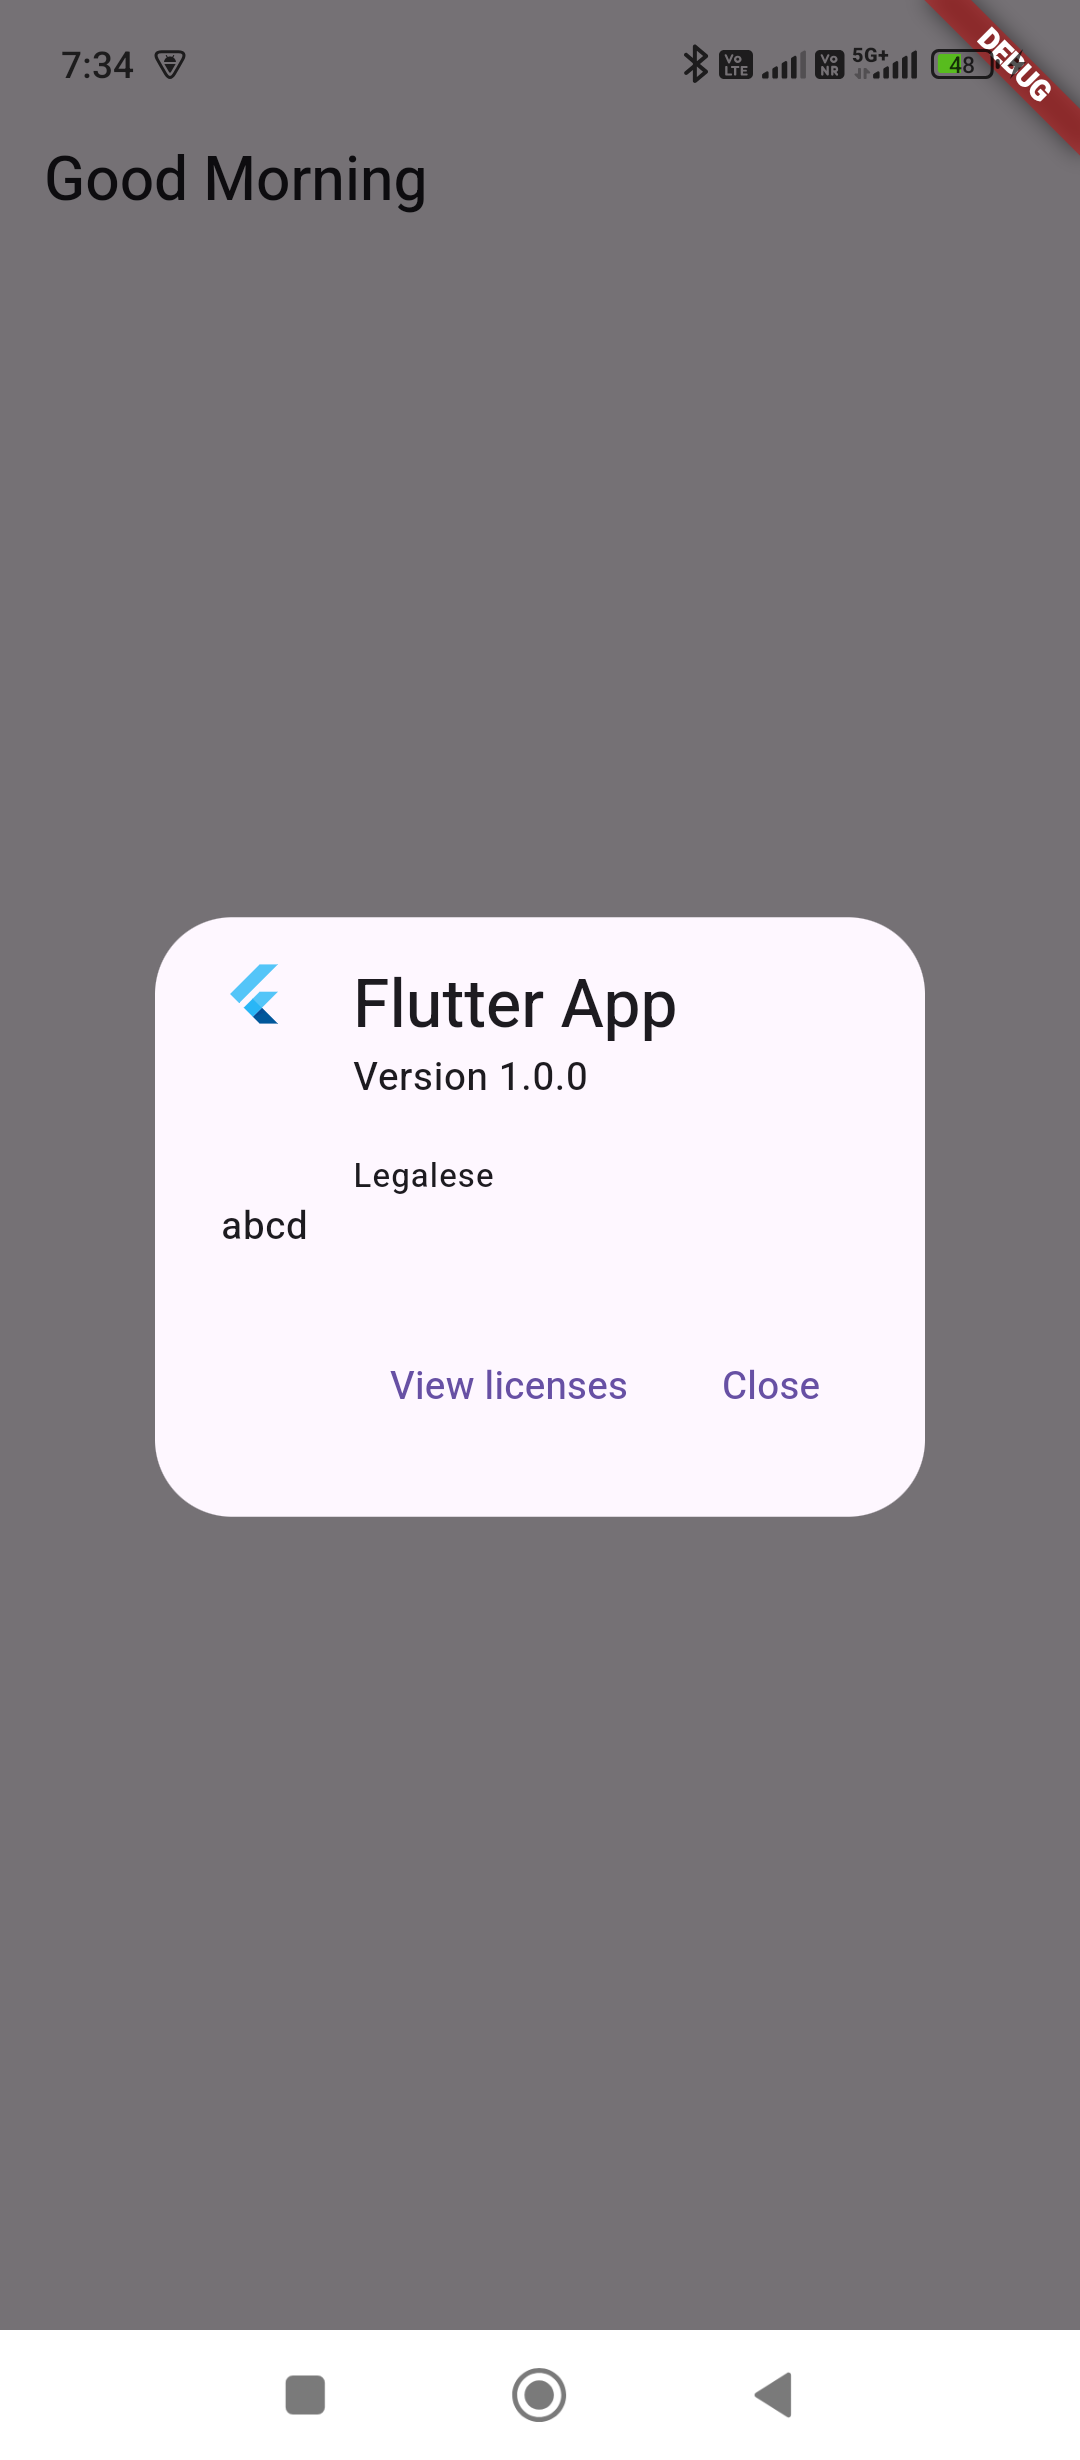 7:34 Vo LTE Vo NR 5G+ 48
DEBUG
Good Morning
Flutter App
Version 1.0.0
Legalese
abcd
View licenses Close